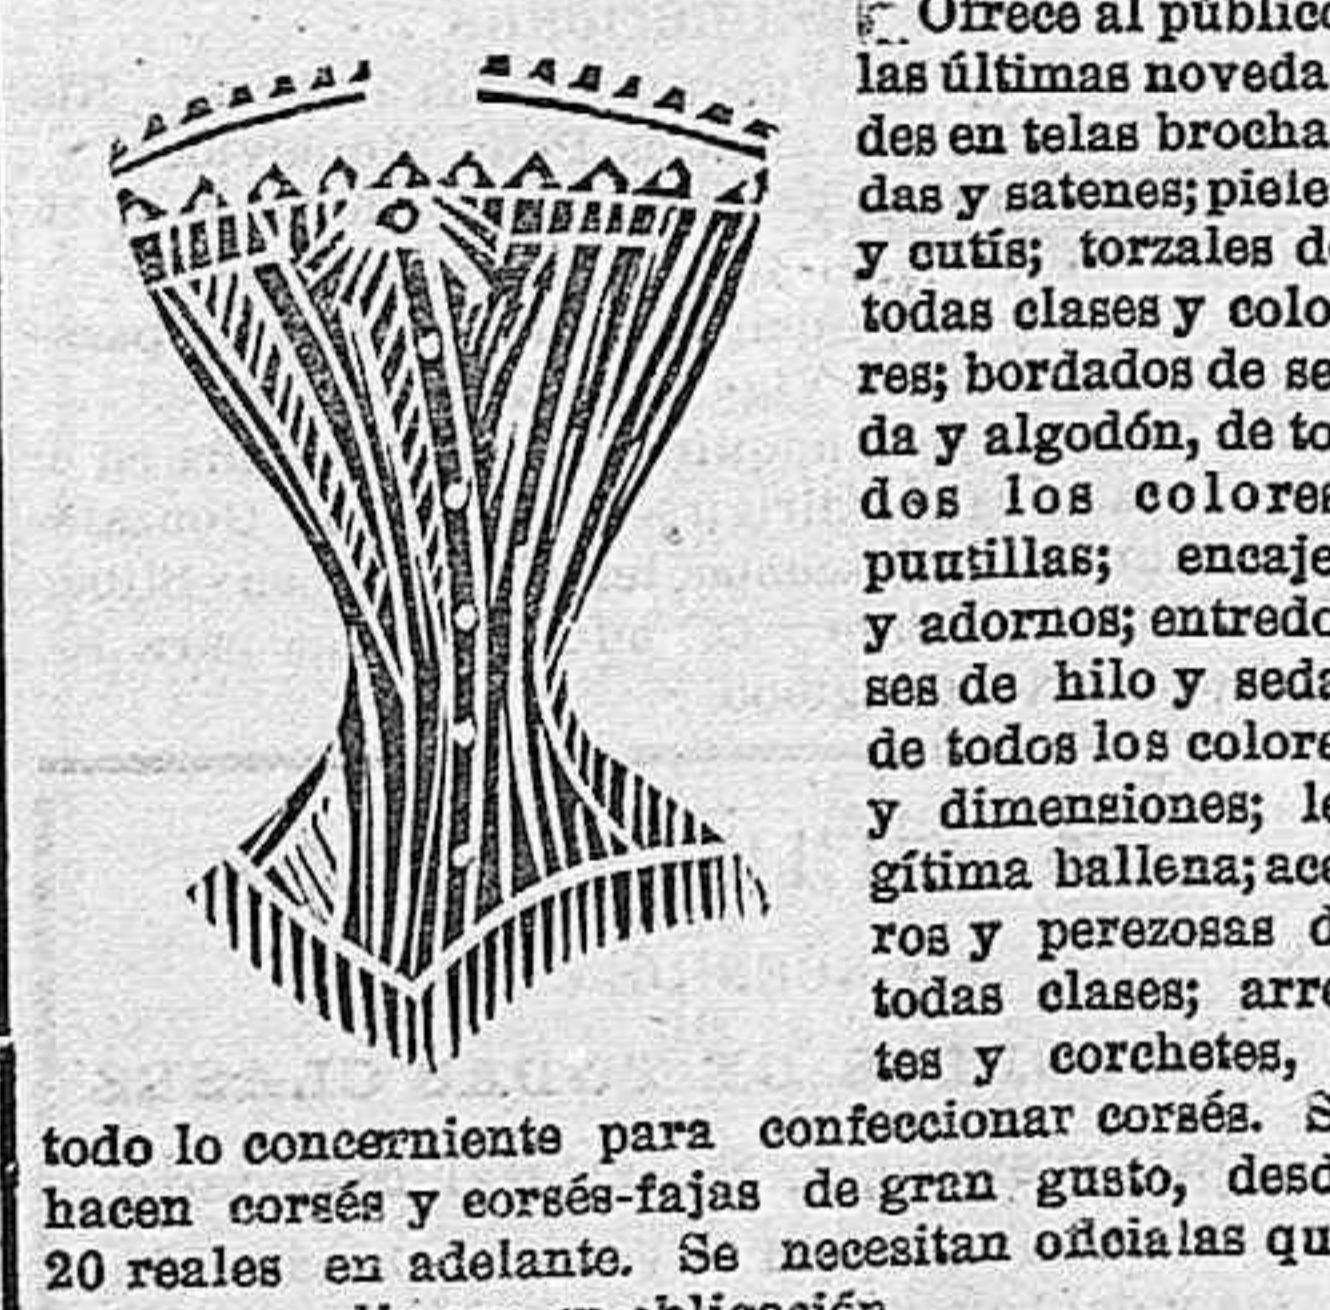 Ofrece al público
las últimas noveda
des en telas brocha
das y satenes; piele
y cutís; torzales d
todas clases y colo
res; bordados de se
da y algodón, de to
dos los colores
puntillas; encaje
y adornos; entredo
ses de hilo y seda
de todos los colore
y dimensiones; le
gítima ballena; ace
ros y perezosas d
todas clases; arre
tes y corchetes,
todo lo concerniente para confeccionar corsés. S
hacen corsés y corsés-fajas de gran gusto, desd
20 reales en adelante. Se necesitan oficialas qu
obligación